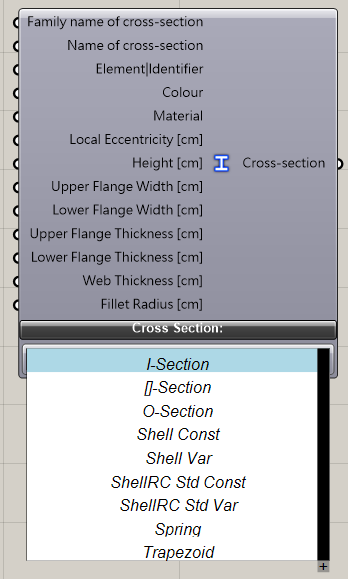 Family name of cross-section
Name of cross-section
Element|Identifier
Colour
Material
Local Eccentricity [cm]
Height [cm] Cross-section
Upper Flange Width [cm]
Lower Flange Width [cm]
Upper Flange Thickness [cm]
Lower Flange Thickness [cm]
Web Thickness [cm]
Fillet Radius [cm]
Cross Section:
I-Section
[]-Section
O-Section
Shell Const
Shell Var
ShellRC Std Const
ShellRC Std Var
Spring
Trapezoid
+